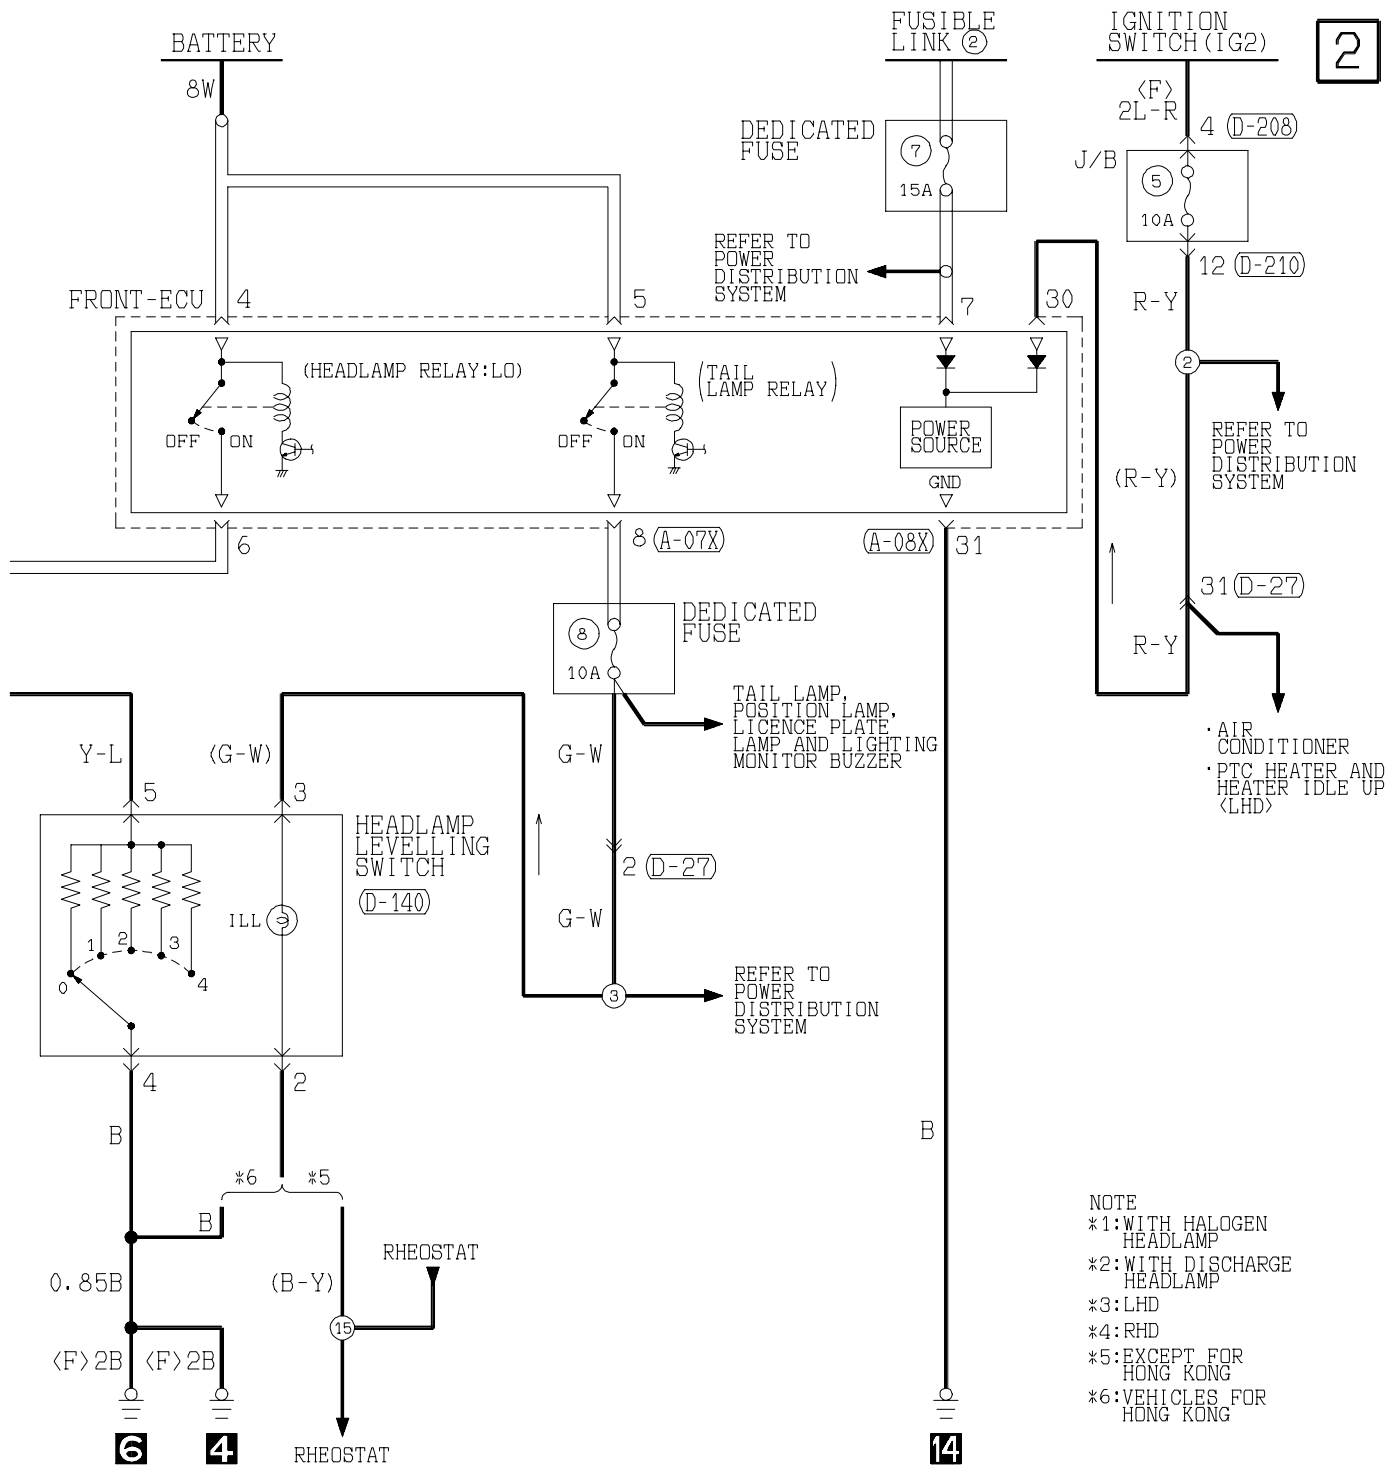 BATTERY
8W
FUSIBLE
LINK ②
IGNITION
SWITCH(IG2)
2
<F>
2L-R
4 (D-208)
DEDICATED
FUSE
7
15A
J/B
5
10A
12 (D-210)
REFER TO
POWER
DISTRIBUTION
SYSTEM
FRONT-ECU
4
5
7
30
R-Y
2
(HEADLAMP RELAY:LO)
(TAIL
LAMP RELAY)
OFF
ON
OFF
ON
POWER
SOURCE
GND
REFER TO
POWER
DISTRIBUTION
SYSTEM
(R-Y)
6
8 (A-07X)
(A-08X)
31
31 (D-27)
8
10A
DEDICATED
FUSE
R-Y
TAIL LAMP,
POSITION LAMP,
LICENCE PLATE
LAMP AND LIGHTING
MONITOR BUZZER
·AIR
CONDITIONER
·PTC HEATER AND
HEATER IDLE UP
<LHD>
Y-L
(G-W)
G-W
5
3
HEADLAMP
LEVELLING
SWITCH
(D-140)
2 (D-27)
ILL
G-W
0
1
2
3
4
3
REFER TO
POWER
DISTRIBUTION
SYSTEM
4
2
B
B
*6
*5
B
RHEOSTAT
0.85B
(B-Y)
15
<F>2B
<F>2B
6
4
RHEOSTAT
14
NOTE
*1:WITH HALOGEN
HEADLAMP
*2:WITH DISCHARGE
HEADLAMP
*3:LHD
*4:RHD
*5:EXCEPT FOR
HONG KONG
*6:VEHICLES FOR
HONG KONG